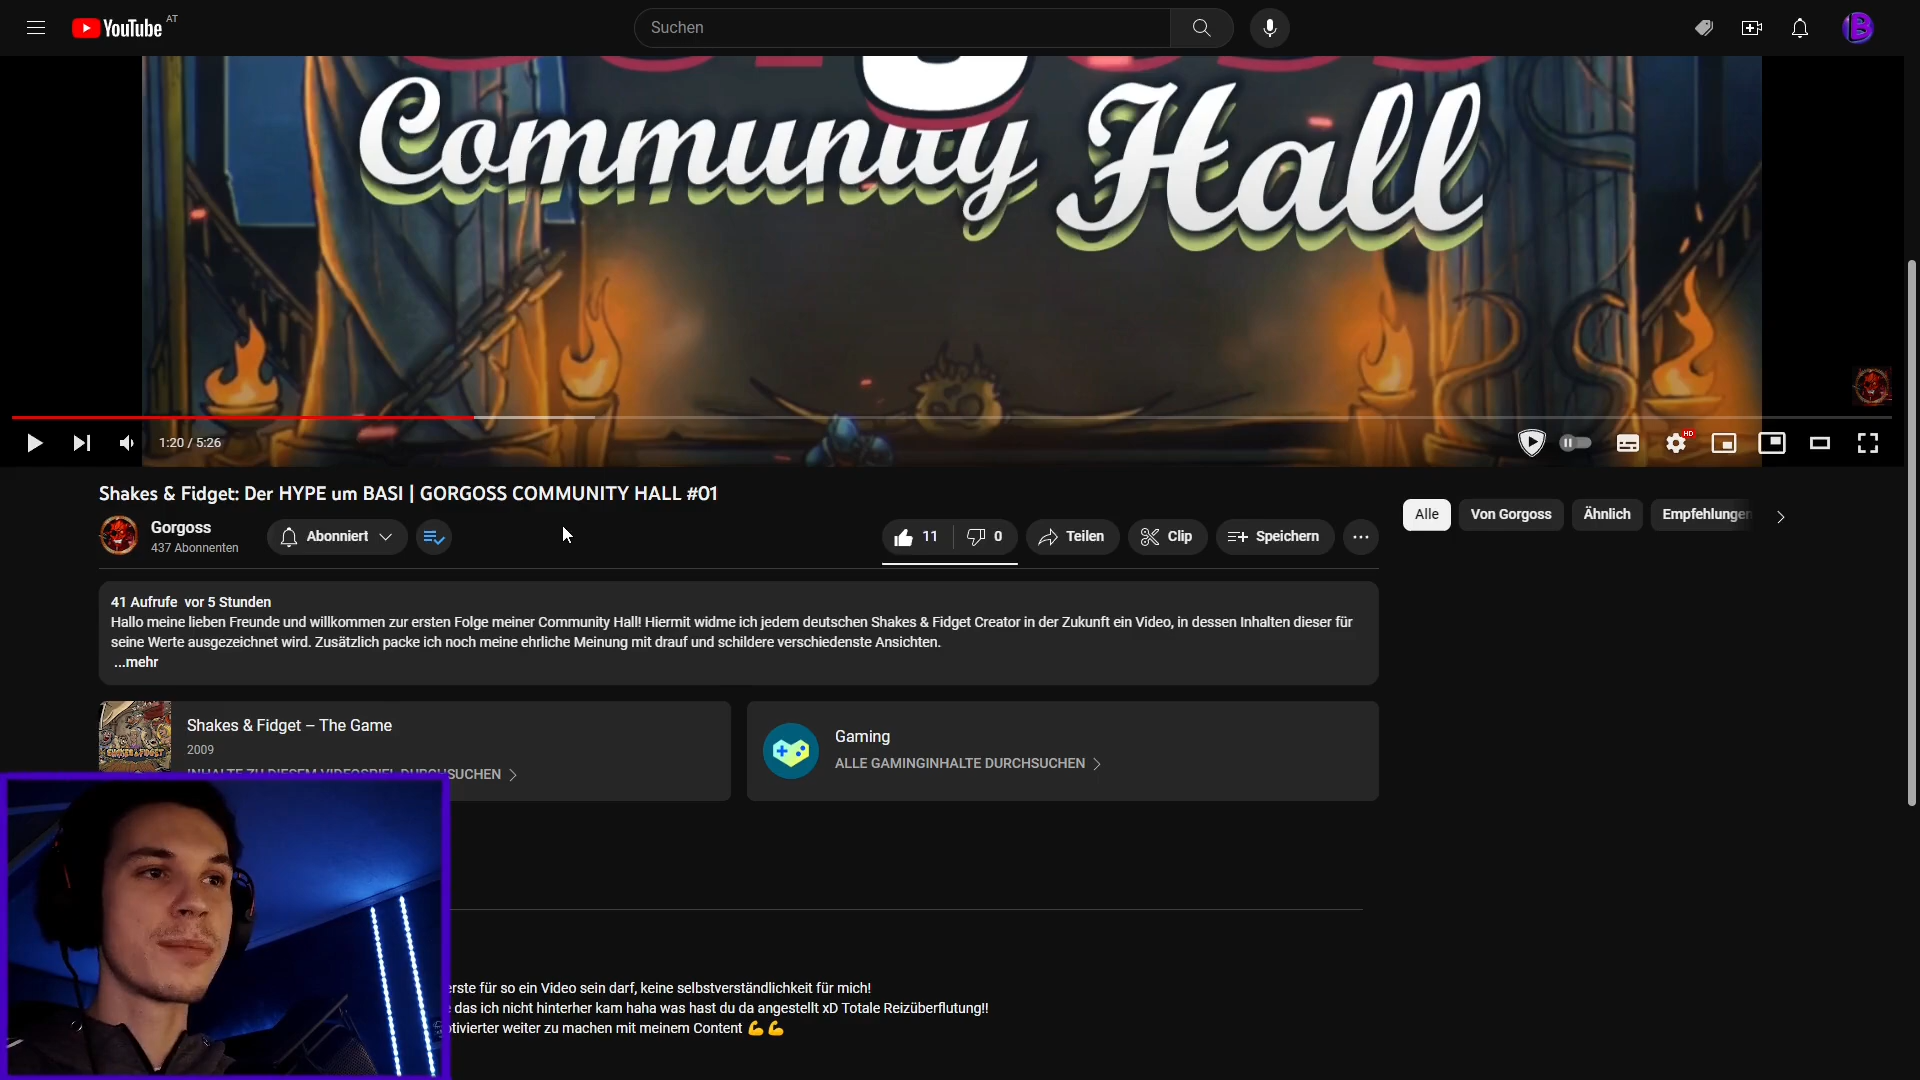 YouTube
AT
Suchen
Community Hall
1:20 / 5:26
HD
Shakes & Fidget: Der HYPE um BASI | GORGOSS COMMUNITY HALL #01
Gorgoss
437 Abonnenten
Abonniert
11
0
Teilen
Clip
Speichern
Alle
Von Gorgoss
Ähnlich
Empfehlungen
41 Aufrufe vor 5 Stunden
Hallo meine lieben Freunde und willkommen zur ersten Folge meiner Community Hall! Hiermit widme ich jedem deutschen Shakes & Fidget Creator in der Zukunft ein Video, in dessen Inhalten dieser für
seine Werte ausgezeichnet wird. Zusätzlich packe ich noch meine ehrliche Meinung mit drauf und schildere verschiedenste Ansichten.
...mehr
Shakes & Fidget – The Game
2009
INHALTE ZU DIESEM VIDEOSPIEL DURCHSUCHEN
Gaming
ALLE GAMINGINHALTE DURCHSUCHEN
für so ein Video sein darf, keine selbstverständlichkeit für mich!
das ich nicht hinterher kam haha was hast du da angestellt xD Totale Reizüberflutung!!
weiter zu machen mit meinem Content 💪💪